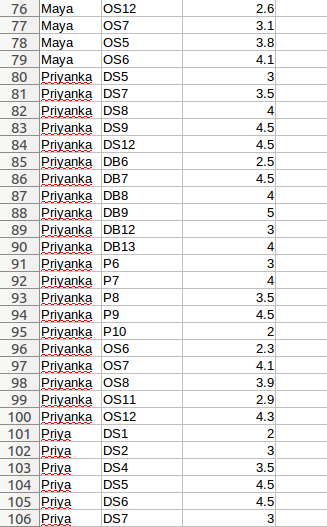 76 Maya OS12 2.6
77 Maya OS7 3.1
78 Maya OS5 3.8
79 Maya OS6 4.1
80 Priyanka DS5 3
81 Priyanka DS7 3.5
82 Priyanka DS8 4
83 Priyanka DS9 4.5
84 Priyanka DS12 4.5
85 Priyanka DB6 2.5
86 Priyanka DB7 4.5
87 Priyanka DB8 4
88 Priyanka DB9 5
89 Priyanka DB12 3
90 Priyanka DB13 4
91 Priyanka P6 3
92 Priyanka P7 4
93 Priyanka P8 3.5
94 Priyanka P9 4.5
95 Priyanka P10 2
96 Priyanka OS6 2.3
97 Priyanka OS7 4.1
98 Priyanka OS8 3.9
99 Priyanka OS11 2.9
100 Priyanka OS12 4.3
101 Priya DS1 2
102 Priya DS2 3
103 Priya DS4 3.5
104 Priya DS5 4.5
105 Priya DS6 4.5
106 Priya DS7 3